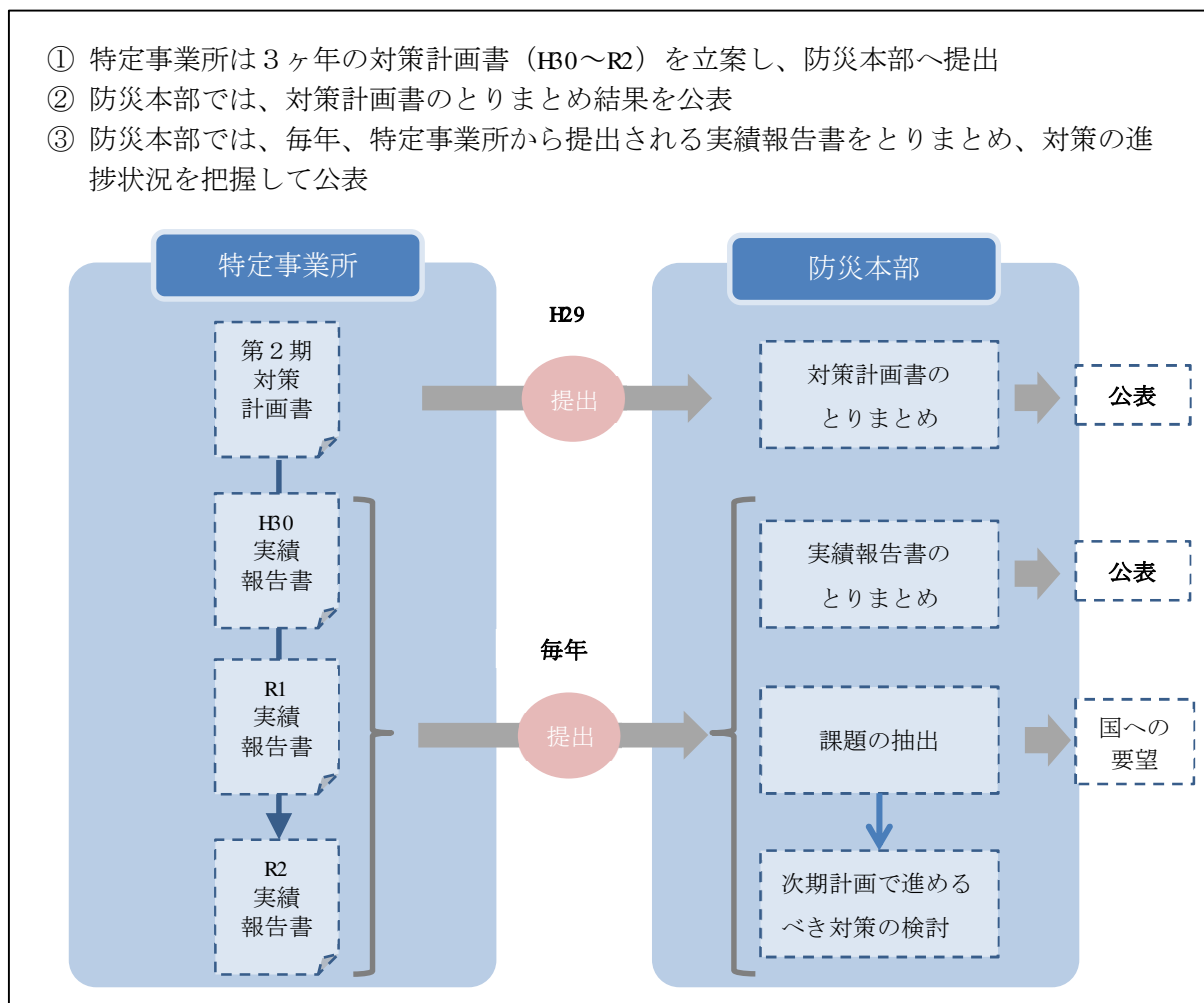 ① 特定事業所は３ヶ年の対策計画書（H30～R2）を立案し、防災本部へ提出
② 防災本部では、対策計画書のとりまとめ結果を公表
③ 防災本部では、毎年、特定事業所から提出される実績報告書をとりまとめ、対策の進
捗状況を把握して公表
特定事業所
防災本部
第２期
対策
計画書
H29
提出
対策計画書の
とりまとめ
公表
H30
実績
報告書
実績報告書の
とりまとめ
公表
R1
実績
報告書
毎年
提出
課題の抽出
国への
要望
R2
実績
報告書
次期計画で進める
べき対策の検討